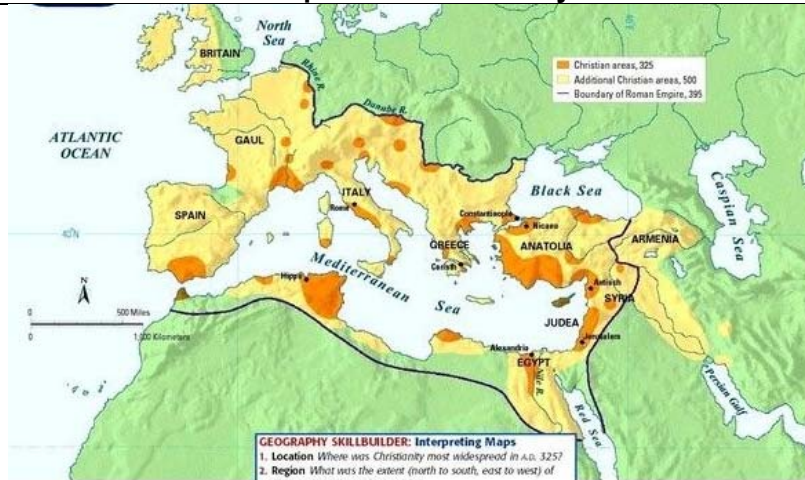 North
Sea
BRITAIN
Christian areas, 325
Additional Christian areas, 500
Boundary of Roman Empire, 395
Rhine R.
Danube R.
ATLANTIC
OCEAN
GAUL
Caspian Sea
Black Sea
ITALY
Rome
SPAIN
Constantinople
Nicaea
GREECE
ANATOLIA
ARMENIA
Corinth
Mediterranean
Sea
Hippo
Antioch
SYRIA
N
500 Miles
0
1,000 Kilometers
JUDEA
Jerusalem
Alexandria
EGYPT
Nile R.
Red Sea
Persian Gulf
GEOGRAPHY SKILLBUILDER: Interpreting Maps
1. Location Where was Christianity most widespread in A.D. 325?
2. Region What was the extent (north to south, east to west) of